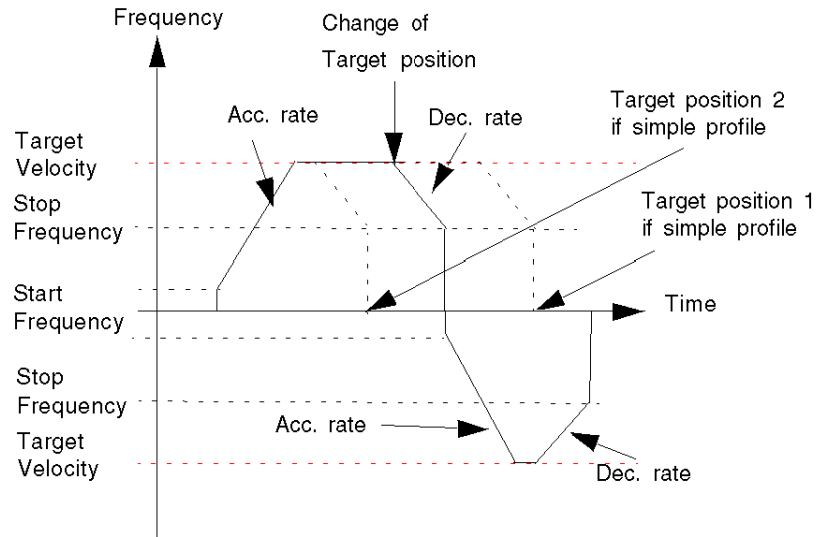 Frequency
Change of
Target position
Acc. rate
Dec. rate
Target position 2
if simple profile
Target
Velocity
Stop
Frequency
Target position 1
if simple profile
Start
Frequency
Time
Stop
Frequency
Acc. rate
Target
Velocity
Dec. rate